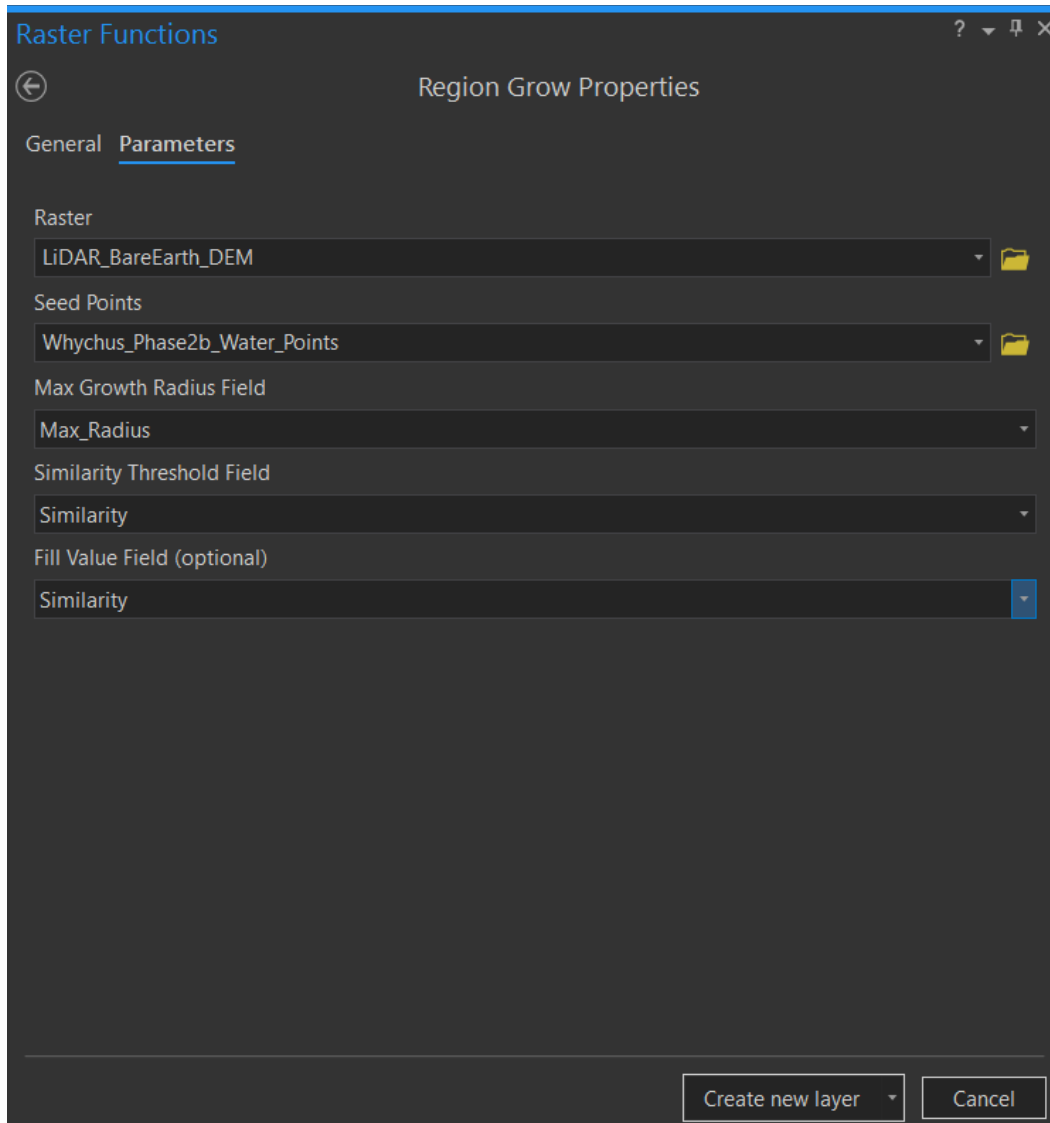 Raster Functions
?
Region Grow Properties
General Parameters
Raster
LiDAR_BareEarth_DEM
Seed Points
Whychus_Phase2b_Water_Points
Max Growth Radius Field
Max_Radius
Similarity Threshold Field
Similarity
Fill Value Field (optional)
Similarity
Create new layer Cancel